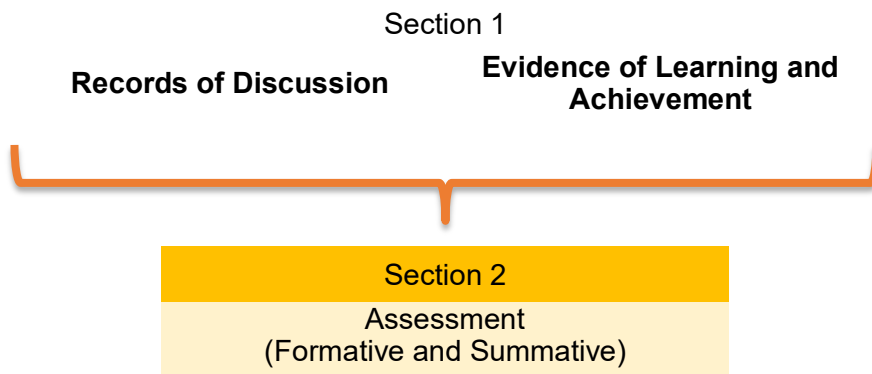 Section 1
Records of Discussion
Evidence of Learning and
Achievement
Section 2
Assessment
(Formative and Summative)